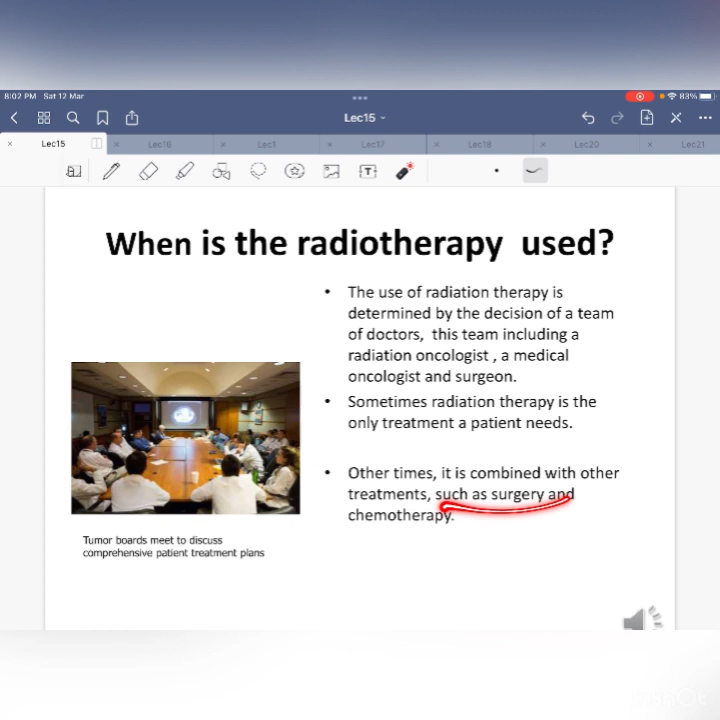 8:02 PM Sat 12 Mar
83%
Lec15
Lec15
Lec16
Lec1
Lec17
Lec18
Lec20
Lec21
When is the radiotherapy used?
• The use of radiation therapy is
determined by the decision of a team
of doctors, this team including a
radiation oncologist , a medical
oncologist and surgeon.
• Sometimes radiation therapy is the
only treatment a patient needs.
• Other times, it is combined with other
treatments, such as surgery and
chemotherapy.
Tumor boards meet to discuss
comprehensive patient treatment plans